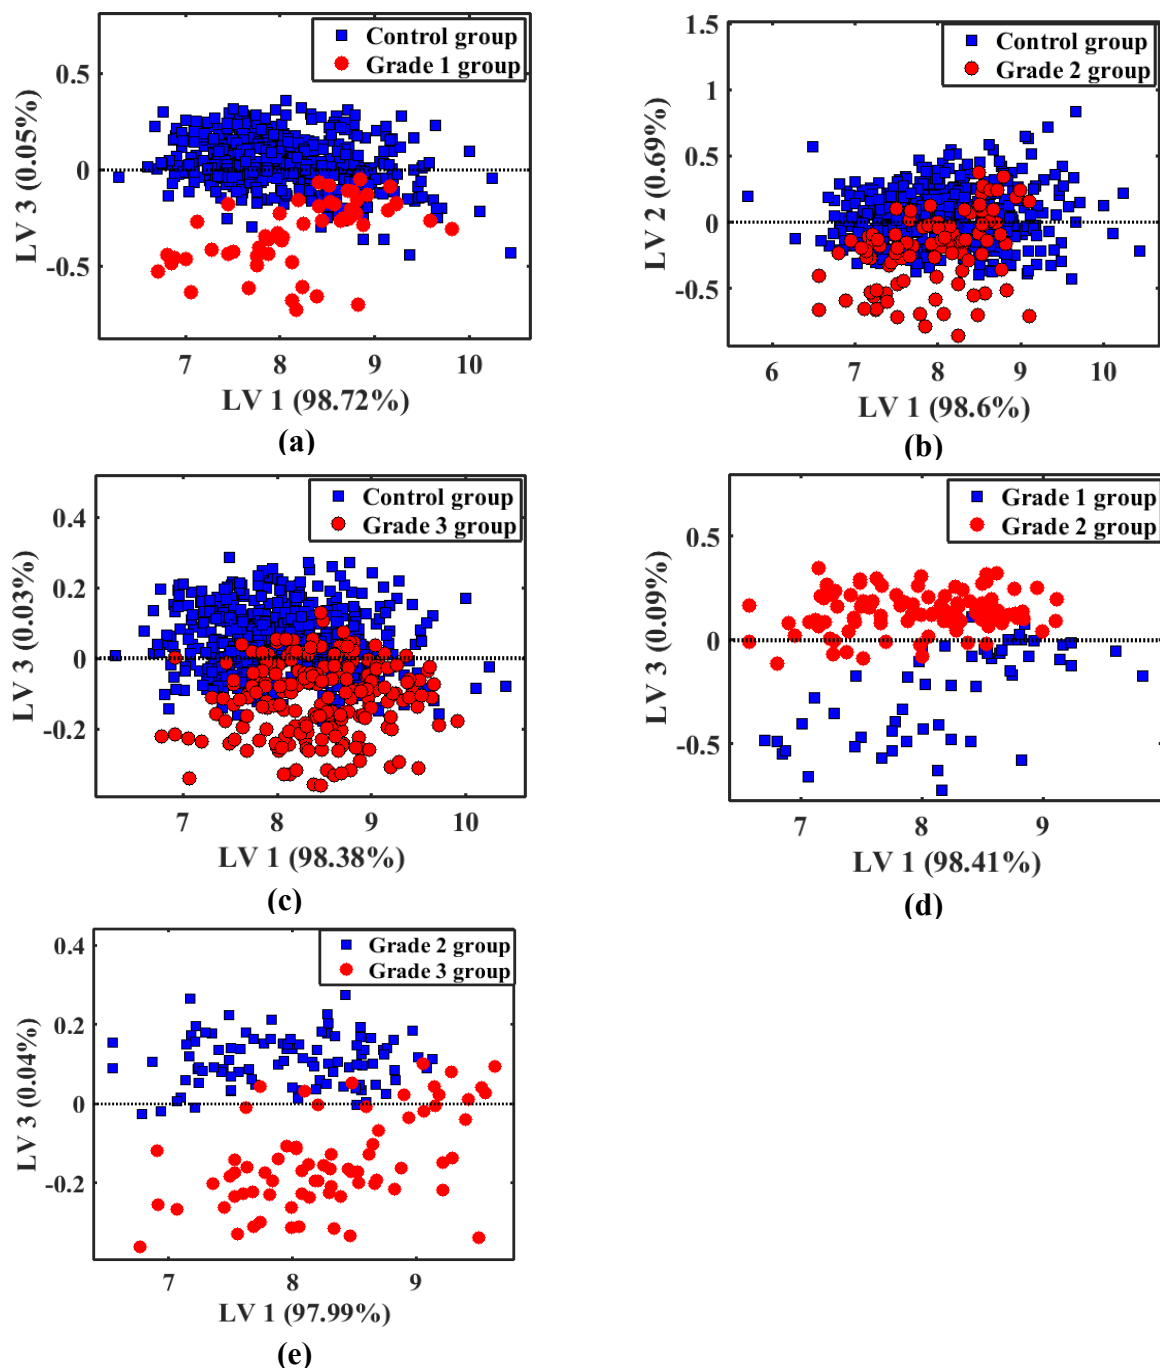 Control group
Grade 1 group
0.5
0
-0.5
LV 3 (0.05%)
7 8 9 10
LV 1 (98.72%)
(a)
Control group
Grade 2 group
1.5
1
0.5
0
-0.5
LV 2 (0.69%)
6 7 8 9 10
LV 1 (98.6%)
(b)
Control group
Grade 3 group
0.4
0.2
0
-0.2
LV 3 (0.03%)
7 8 9 10
LV 1 (98.38%)
(c)
Grade 1 group
Grade 2 group
0.5
0
-0.5
LV 3 (0.09%)
7 8 9
LV 1 (98.41%)
(d)
Grade 2 group
Grade 3 group
0.4
0.2
0
-0.2
LV 3 (0.04%)
7 8 9
LV 1 (97.99%)
(e)